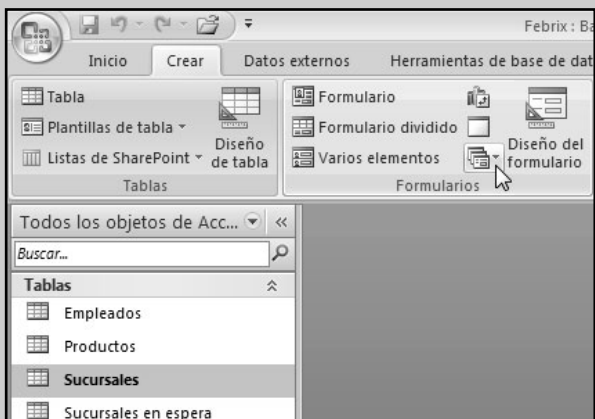 Febrix : Ba
Inicio Crear Datos externos Herramientas de base de dat
Tabla
Plantillas de tabla
Listas de SharePoint
Diseño
de tabla
Tablas
Formulario
Formulario dividido
Varios elementos
Diseño del
formulario
Formularios
Todos los objetos de Acc...
Buscar...
Tablas
Empleados
Productos
Sucursales
Sucursales en espera